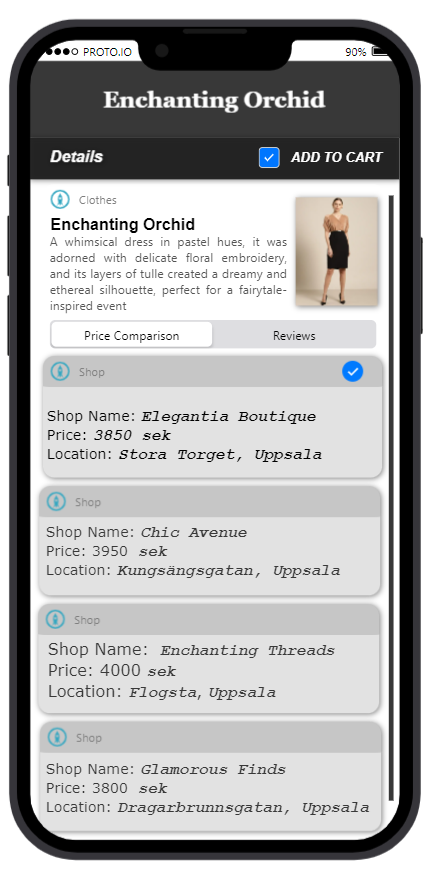 PROTO.IO 90%
Enchanting Orchid
Details ADD TO CART
Clothes
Enchanting Orchid
A whimsical dress in pastel hues, it was
adorned with delicate floral embroidery,
and its layers of tulle created a dreamy and
ethereal silhouette, perfect for a fairytale-
inspired event
Price Comparison Reviews
Shop
Shop Name: Elegantia Boutique
Price: 3850 sek
Location: Stora Torget, Uppsala
Shop
Shop Name: Chic Avenue
Price: 3950 sek
Location: Kungsängsgatan, Uppsala
Shop
Shop Name: Enchanting Threads
Price: 4000 sek
Location: Flogsta, Uppsala
Shop
Shop Name: Glamorous Finds
Price: 3800 sek
Location: Dragarbrunnsgatan, Uppsala